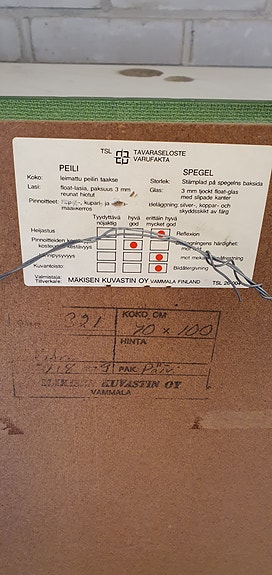 TSL TAVARASELOSTE
VARUFAKTA
PEILI SPEGEL
Koko: leimattu peilin taakse Storlek: Stämplad på spegelns baksida
Lasi: float-lasia, paksuus 3 mm Glas: 3 mm tjockt float-glas
reunat hiotut med slipade kanter
Pinnoitteet: kupari- ja silver-, koppar- och
maalikerros skyddsskikt av färg
Tyydyttävä hyvä erittäin hyvä
nöjaktig god mycket god
Heijastus Reflexion
Pinnoitteiden
Kuvantoisto: Bildåtergivning:
Valmistaja:
Tillverkare: MÄKISEN KUVASTIN OY VAMMALA FINLAND TSL
321 KOKO CM
70 x 100
HINTA
PAK.
MÄKISEN KUVASTIN OY
VAMMALA